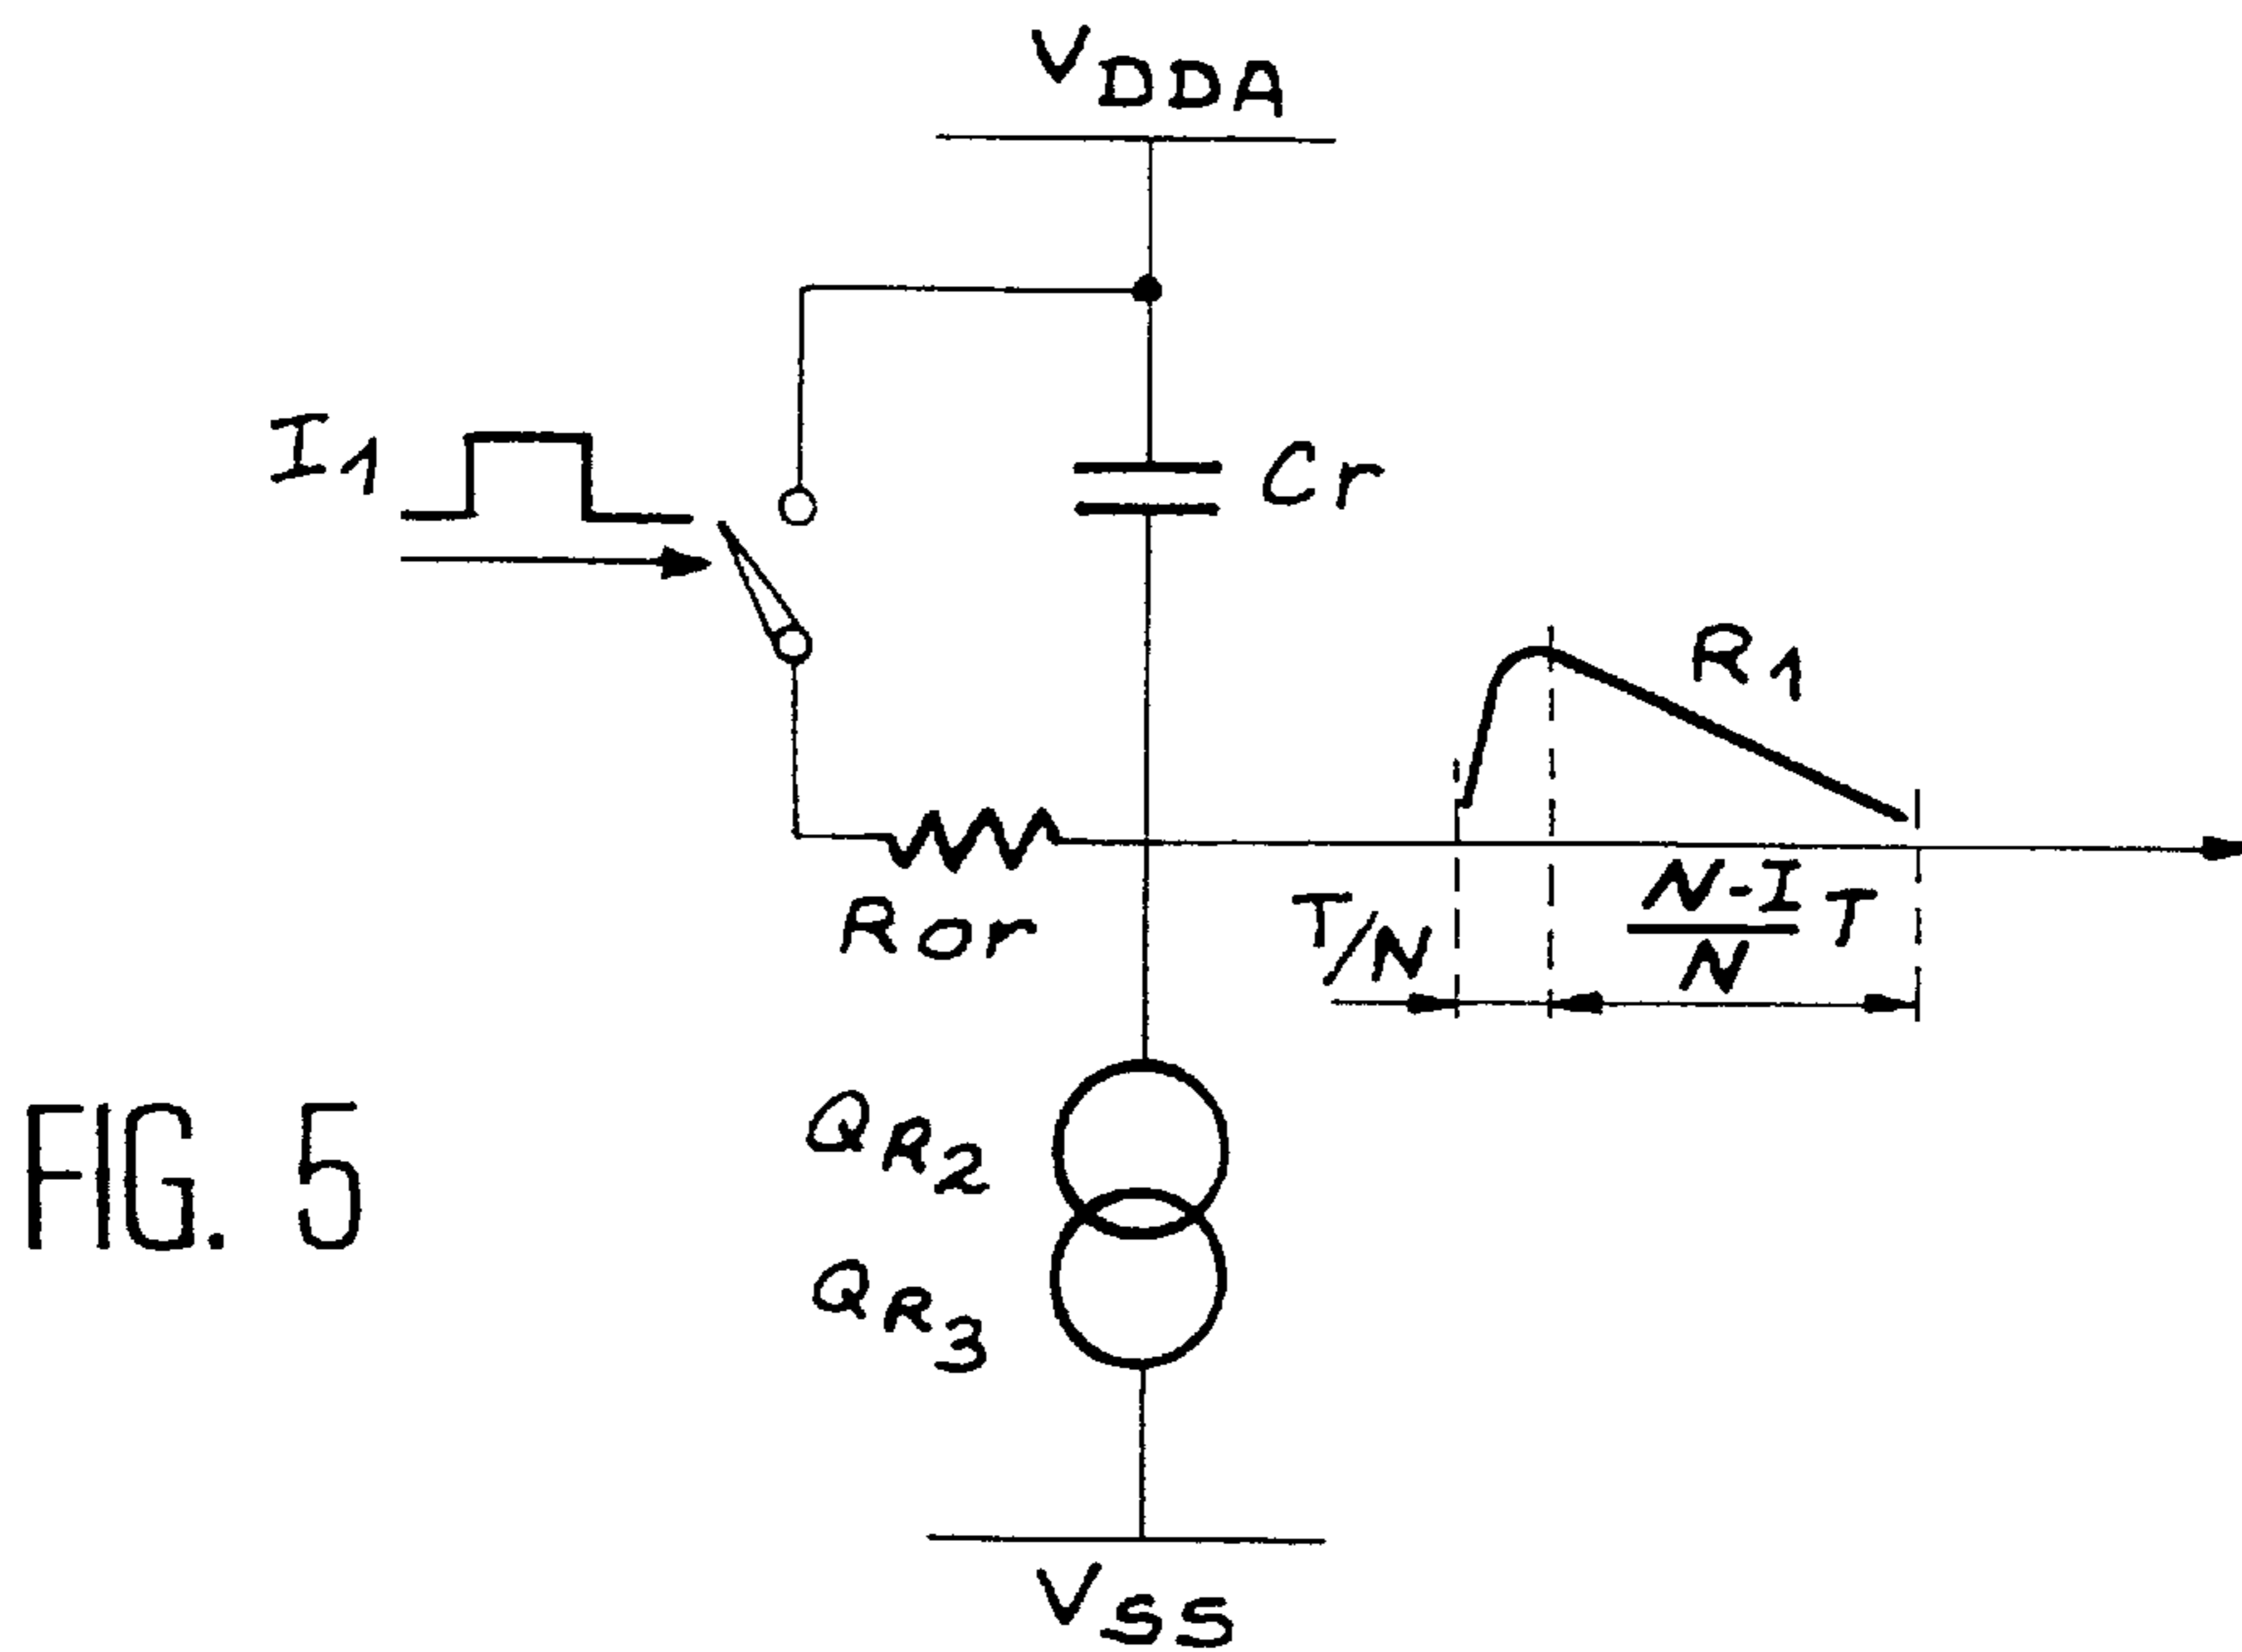 VDDA
I1
Cr
R1
Ror
T/N
N-I
N
T
QR2
QR3
FIG. 5
VSS